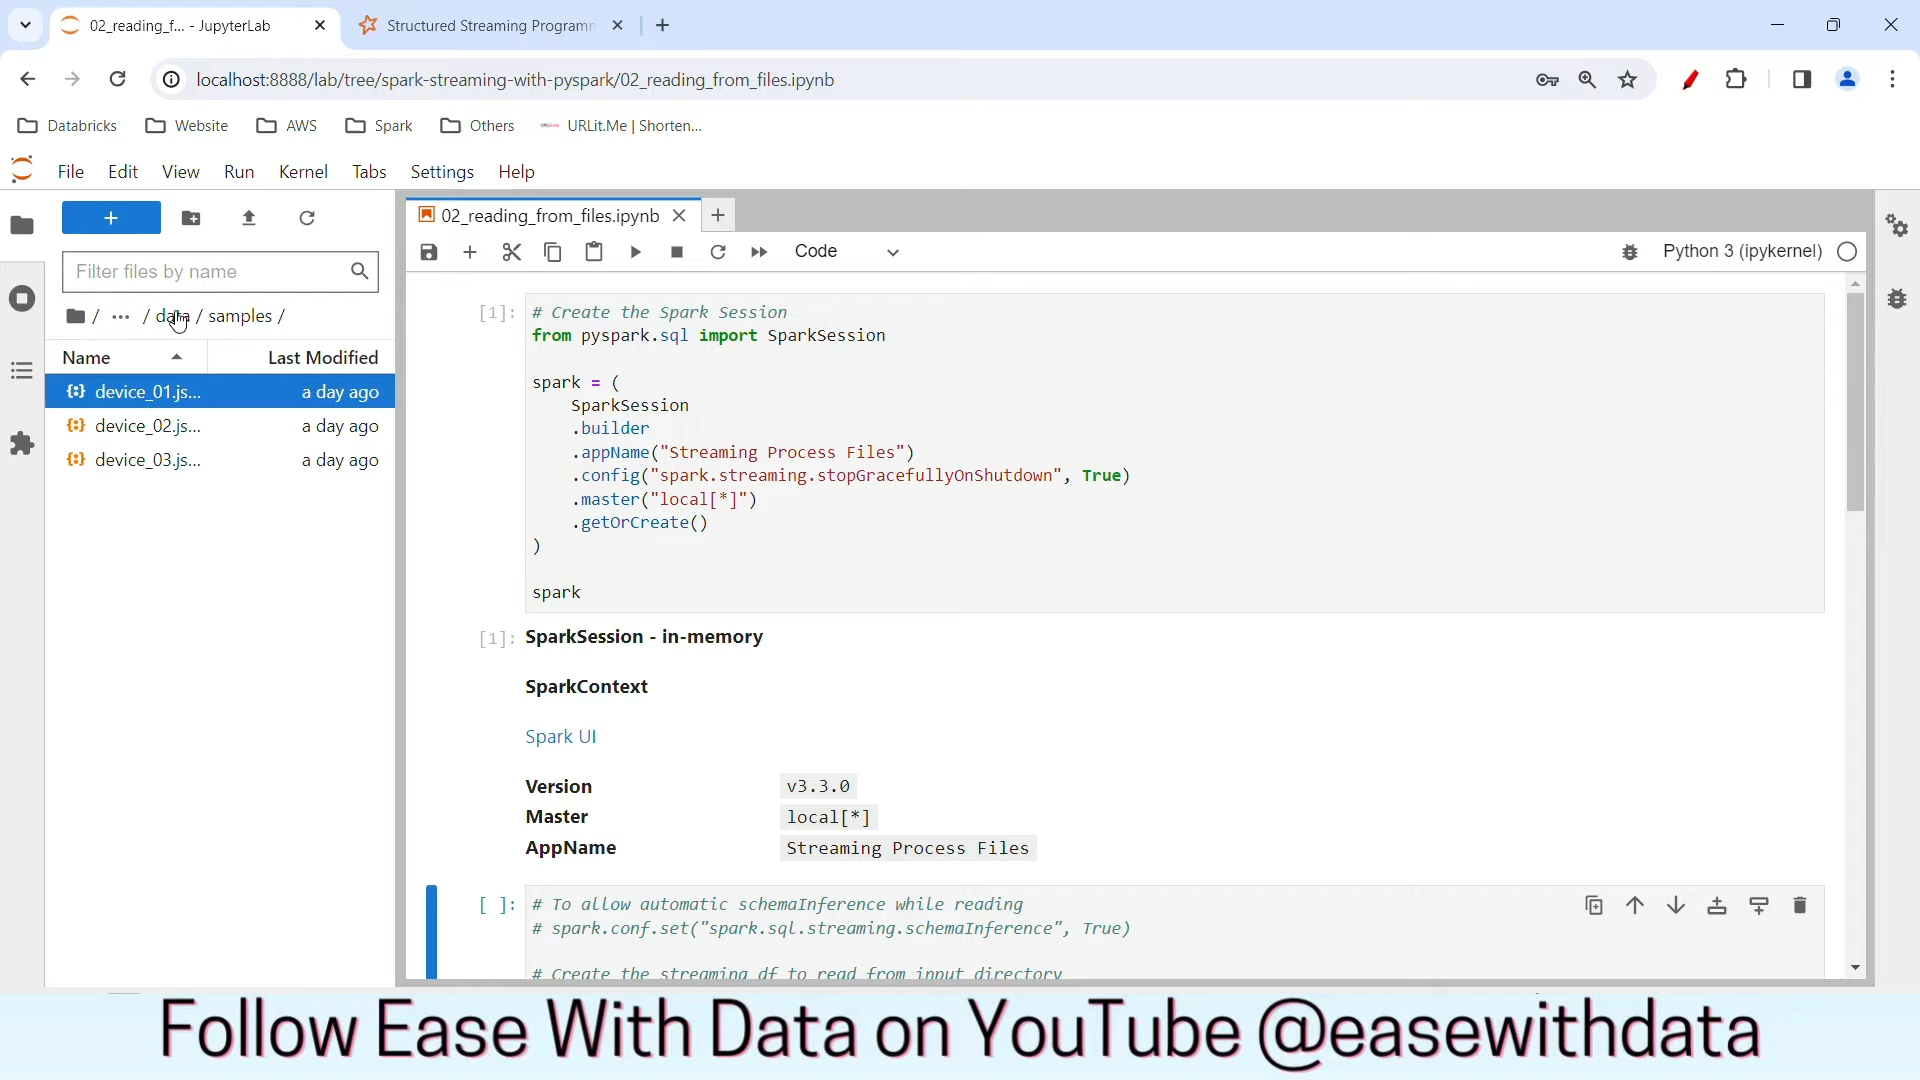 02_reading_f... - JupyterLab
Structured Streaming Programm
localhost:8888/lab/tree/spark-streaming-with-pyspark/02_reading_from_files.ipynb
Databricks
Website
AWS
Spark
Others
URLit.Me | Shorten...
File Edit View Run Kernel Tabs Settings Help
Filter files by name
/ ... / data / samples /
Name Last Modified
device_01.js... a day ago
device_02.js... a day ago
device_03.js... a day ago
02_reading_from_files.ipynb
Code
Python 3 (ipykernel)
[1]: # Create the Spark Session
from pyspark.sql import SparkSession
spark = (
SparkSession
.builder
.appName("Streaming Process Files")
.config("spark.streaming.stopGracefullyOnShutdown", True)
.master("local[*]")
.getOrCreate()
)
spark
[1]: SparkSession - in-memory
SparkContext
Spark UI
Version v3.3.0
Master local[*]
AppName Streaming Process Files
[ ]: # To allow automatic schemaInference while reading
# spark.conf.set("spark.sql.streaming.schemaInference", True)
# Create the streaming_df to read from input directory
Follow Ease With Data on YouTube @easewithdata